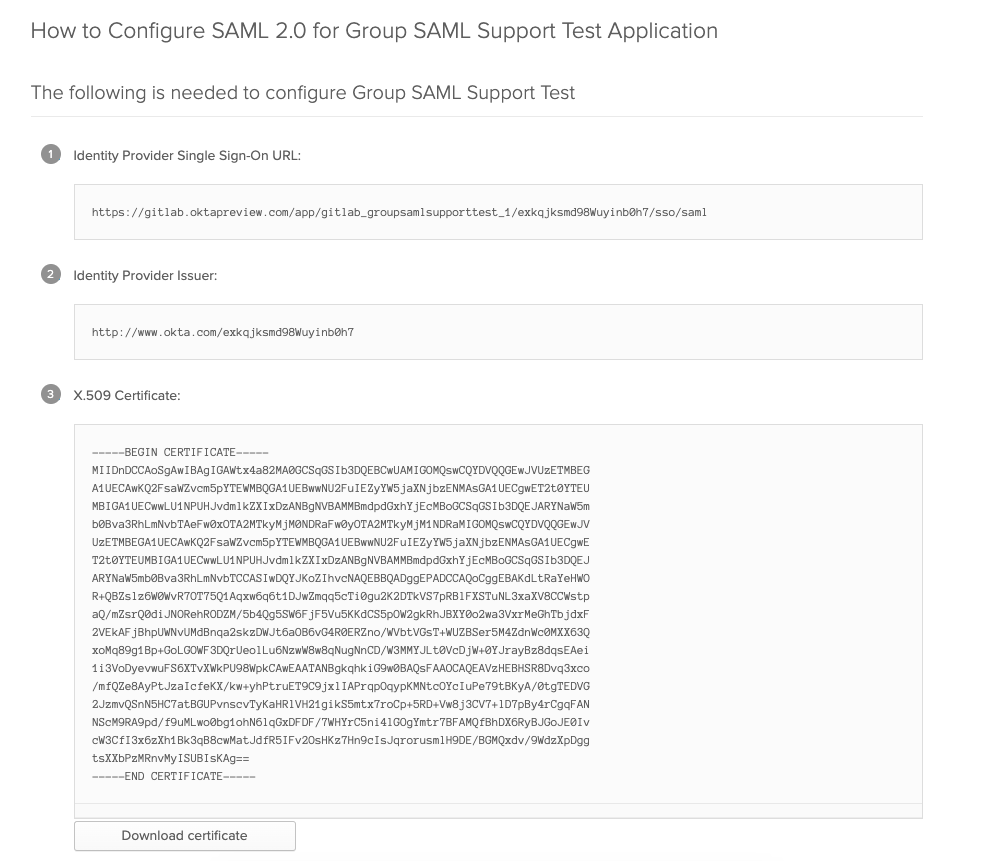 How to Configure SAML 2.0 for Group SAML Support Test Application
The following is needed to configure Group SAML Support Test
1 Identity Provider Single Sign-On URL:
https://gitlab.oktapreview.com/app/gitlab_groupsamlsupporttest_1/exkqjksmd98Wuyinb0h7/sso/saml
2 Identity Provider Issuer:
http://www.okta.com/exkqjksmd98Wuyinb0h7
3 X.509 Certificate:
-----BEGIN CERTIFICATE-----
MIIDnDCCAoSgAwIBAgIGAWtx4a82MA0GCSqGSIb3DQEBCwUAMIGOMQswCQYDVQQGEwJVUzETMBEG
A1UECAwKQ2FsaWZvcm5pYTEWMBQGA1UEBwwNU2FuIEZyYW5jaXNjbzENMAsGA1UECgwET2t0YTEU
MBIGA1UECwwLU1NPUHJvdmlkZXIxDzANBgNVBAMMBmdpdGxhYjEcMBoGCSqGSIb3DQEJARYNaW5m
b0Bva3RhLmNvbTAeFw0xOTA2MTkyMjM0NDRaFw0yOTA2MTkyMjM1NDRaMIGOMQswCQYDVQQGEwJV
UzETMBEGA1UECAwKQ2FsaWZvcm5pYTEWMBQGA1UEBwwNU2FuIEZyYW5jaXNjbzENMAsGA1UECgwE
T2t0YTEUMBIGA1UECwwLU1NPUHJvdmlkZXIxDzANBgNVBAMMBmdpdGxhYjEcMBoGCSqGSIb3DQEJ
ARYNaW5mb0Bva3RhLmNvbTCCASIwDQYJKoZIhvcNAQEBBQADggEPADCCAQoCggEBAKdLtRaYeHWO
R+QBZslz6W0WvR7OT75Q1Aqxw6q6t1DJwZmqq5cTi0gu2K2DTkVS7pRBlFXSTuNL3xaXV8CCWstp
aQ/mZsrQ0diJNORehRODZM/5b4Qg5SW6FjF5Vu5KKdCS5pOW2gkRhJBXY0o2wa3VxrMeGhTbjdxF
2VEkAFjBhpUWNvUMdBnqa2skzDWJt6aOB6vG4R0ERZno/WVbtVGsT+WUZBSer5M4ZdnWc0MXX63Q
xoMq89g1Bp+GoLGOWF3DQrUeolLu6NzwW8w8qNugNnCD/W3MMYJLt0VcDjW+0YJrayBz8dqsEAei
1i3VoDyevwuFS6XTvXWkPU98WpkCAwEAATANBgkqhkiG9w0BAQsFAAOCAQEAVzHEBHSR8Dvq3xco
/mfQZe8AyPtJzaIcfeKX/kw+yhPtruET9C9jxlIAPrqpOqypKMNtcOYcIuPe79tBKyA/0tgTEDVG
2JzmvQSnN5HC7atBGUPvnscvTyKaHRlVH21gikS5mtx7roCp+5RD+Vw8j3CV7+lD7pBy4rCgqFAN
NScM9RA9pd/f9uMLwo0bg1ohN6lqGxDFDF/7WHYrC5ni4lGOgYmtr7BFAMQfBhDX6RyBJGoJE0Iv
cW3CfI3x6zXh1Bk3qB8cwMatJdfR5IFv2OsHKz7Hn9cIsJqrorusmlH9DE/BGMQxdv/9WdzXpDgg
tsXXbPzMRnvMyISUBIsKAg==
-----END CERTIFICATE-----
Download certificate